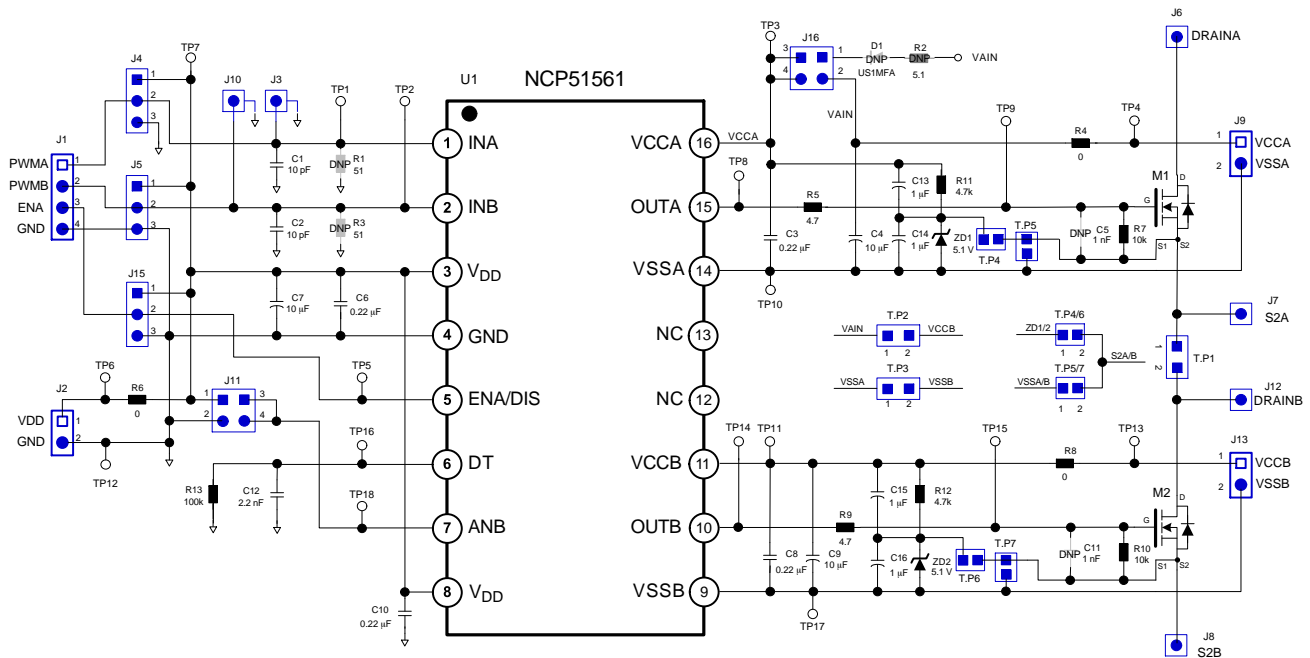 J6
DRAINA
TP3
J16
3
1
4
2
D1
DNP
US1MFA
R2
DNP
5.1
VAIN
TP7
J4
1
2
3
J10
J3
TP1
TP2
U1
NCP51561
VAIN
TP9
R4
0
TP4
J9
1
VCCA
2
VSSA
J1
PWMA
1
PWMB
2
ENA
3
GND
4
J5
1
2
3
C1
10 pF
DNP
R1
51
1
INA
VCCA
16
VCCA
TP8
C13
1 µF
R11
4.7k
M1
D
G
S1
S2
C2
10 pF
DNP
R3
51
2
INB
OUTA
15
R5
4.7
C3
0.22 µF
C4
10 µF
C14
1 µF
ZD1
5.1 V
T.P4
T.P5
DNP
C5
1 nF
R7
10k
J15
1
2
3
C7
10 µF
C6
0.22 µF
3
VDD
VSSA
14
TP10
J7
S2A
4
GND
NC
13
VAIN
T.P2
VCCB
1 2
ZD1/2
T.P4/6
1 2
S2A/B
1
2
T.P1
TP6
J2
VDD
1
GND
2
R6
0
J11
1
3
2
4
TP5
5
ENA/DIS
NC
12
VSSA
T.P3
VSSB
1 2
VSSA/B
T.P5/7
1 2
J12
DRAINB
TP12
TP16
6
DT
VCCB
11
TP14
TP11
TP15
R8
0
TP13
J13
1
VCCB
2
VSSB
R13
100k
C12
2.2 nF
TP18
7
ANB
OUTB
10
R9
4.7
C15
1 µF
R12
4.7k
M2
D
G
S1
S2
C8
0.22 µF
C9
10 µF
C16
1 µF
ZD2
5.1 V
T.P6
T.P7
DNP
C11
1 nF
R10
10k
C10
0.22 µF
8
VDD
VSSB
9
TP17
J8
S2B